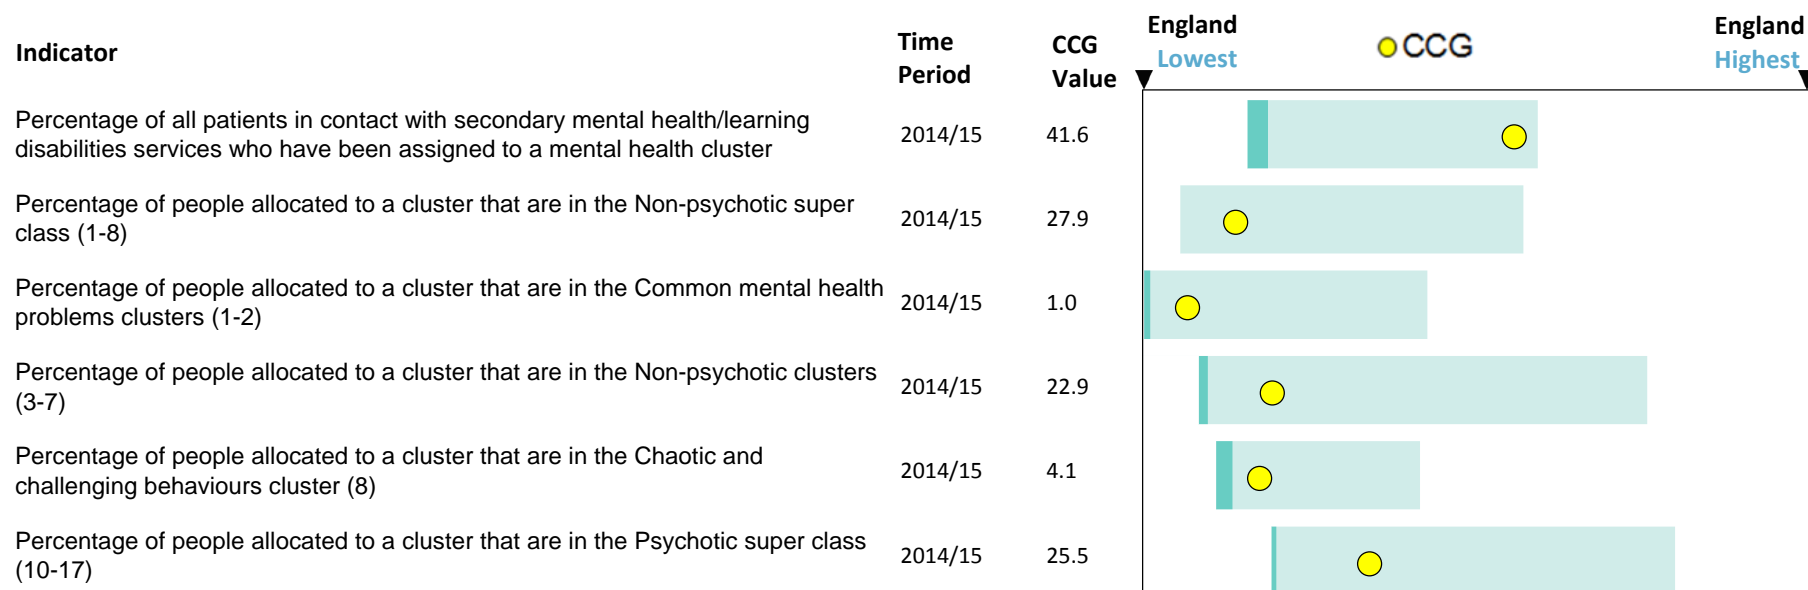 Indicator
Time
Period
CCG
Value
England
Lowest
CCG
England
Highest
Percentage of all patients in contact with secondary mental health/learning
disabilities services who have been assigned to a mental health cluster
2014/15
41.6
Percentage of people allocated to a cluster that are in the Non-psychotic super
class (1-8)
2014/15
27.9
Percentage of people allocated to a cluster that are in the Common mental health
problems clusters (1-2)
2014/15
1.0
Percentage of people allocated to a cluster that are in the Non-psychotic clusters
(3-7)
2014/15
22.9
Percentage of people allocated to a cluster that are in the Chaotic and
challenging behaviours cluster (8)
2014/15
4.1
Percentage of people allocated to a cluster that are in the Psychotic super class
(10-17)
2014/15
25.5